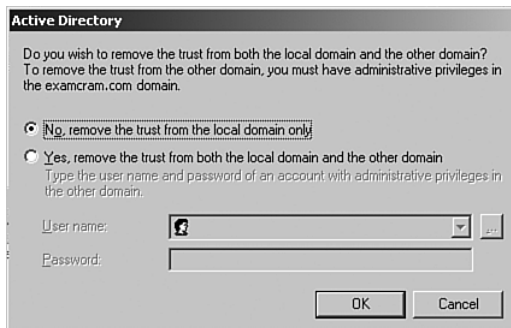 Active Directory
Do you wish to remove the trust from both the local domain and the other domain?
To remove the trust from the other domain, you must have administrative privileges in
the examcram.com domain.
No, remove the trust from the local domain only
Yes, remove the trust from both the local domain and the other domain
Type the user name and password of an account with administrative privileges in
the other domain.
User name:
...
Password:
OK
Cancel